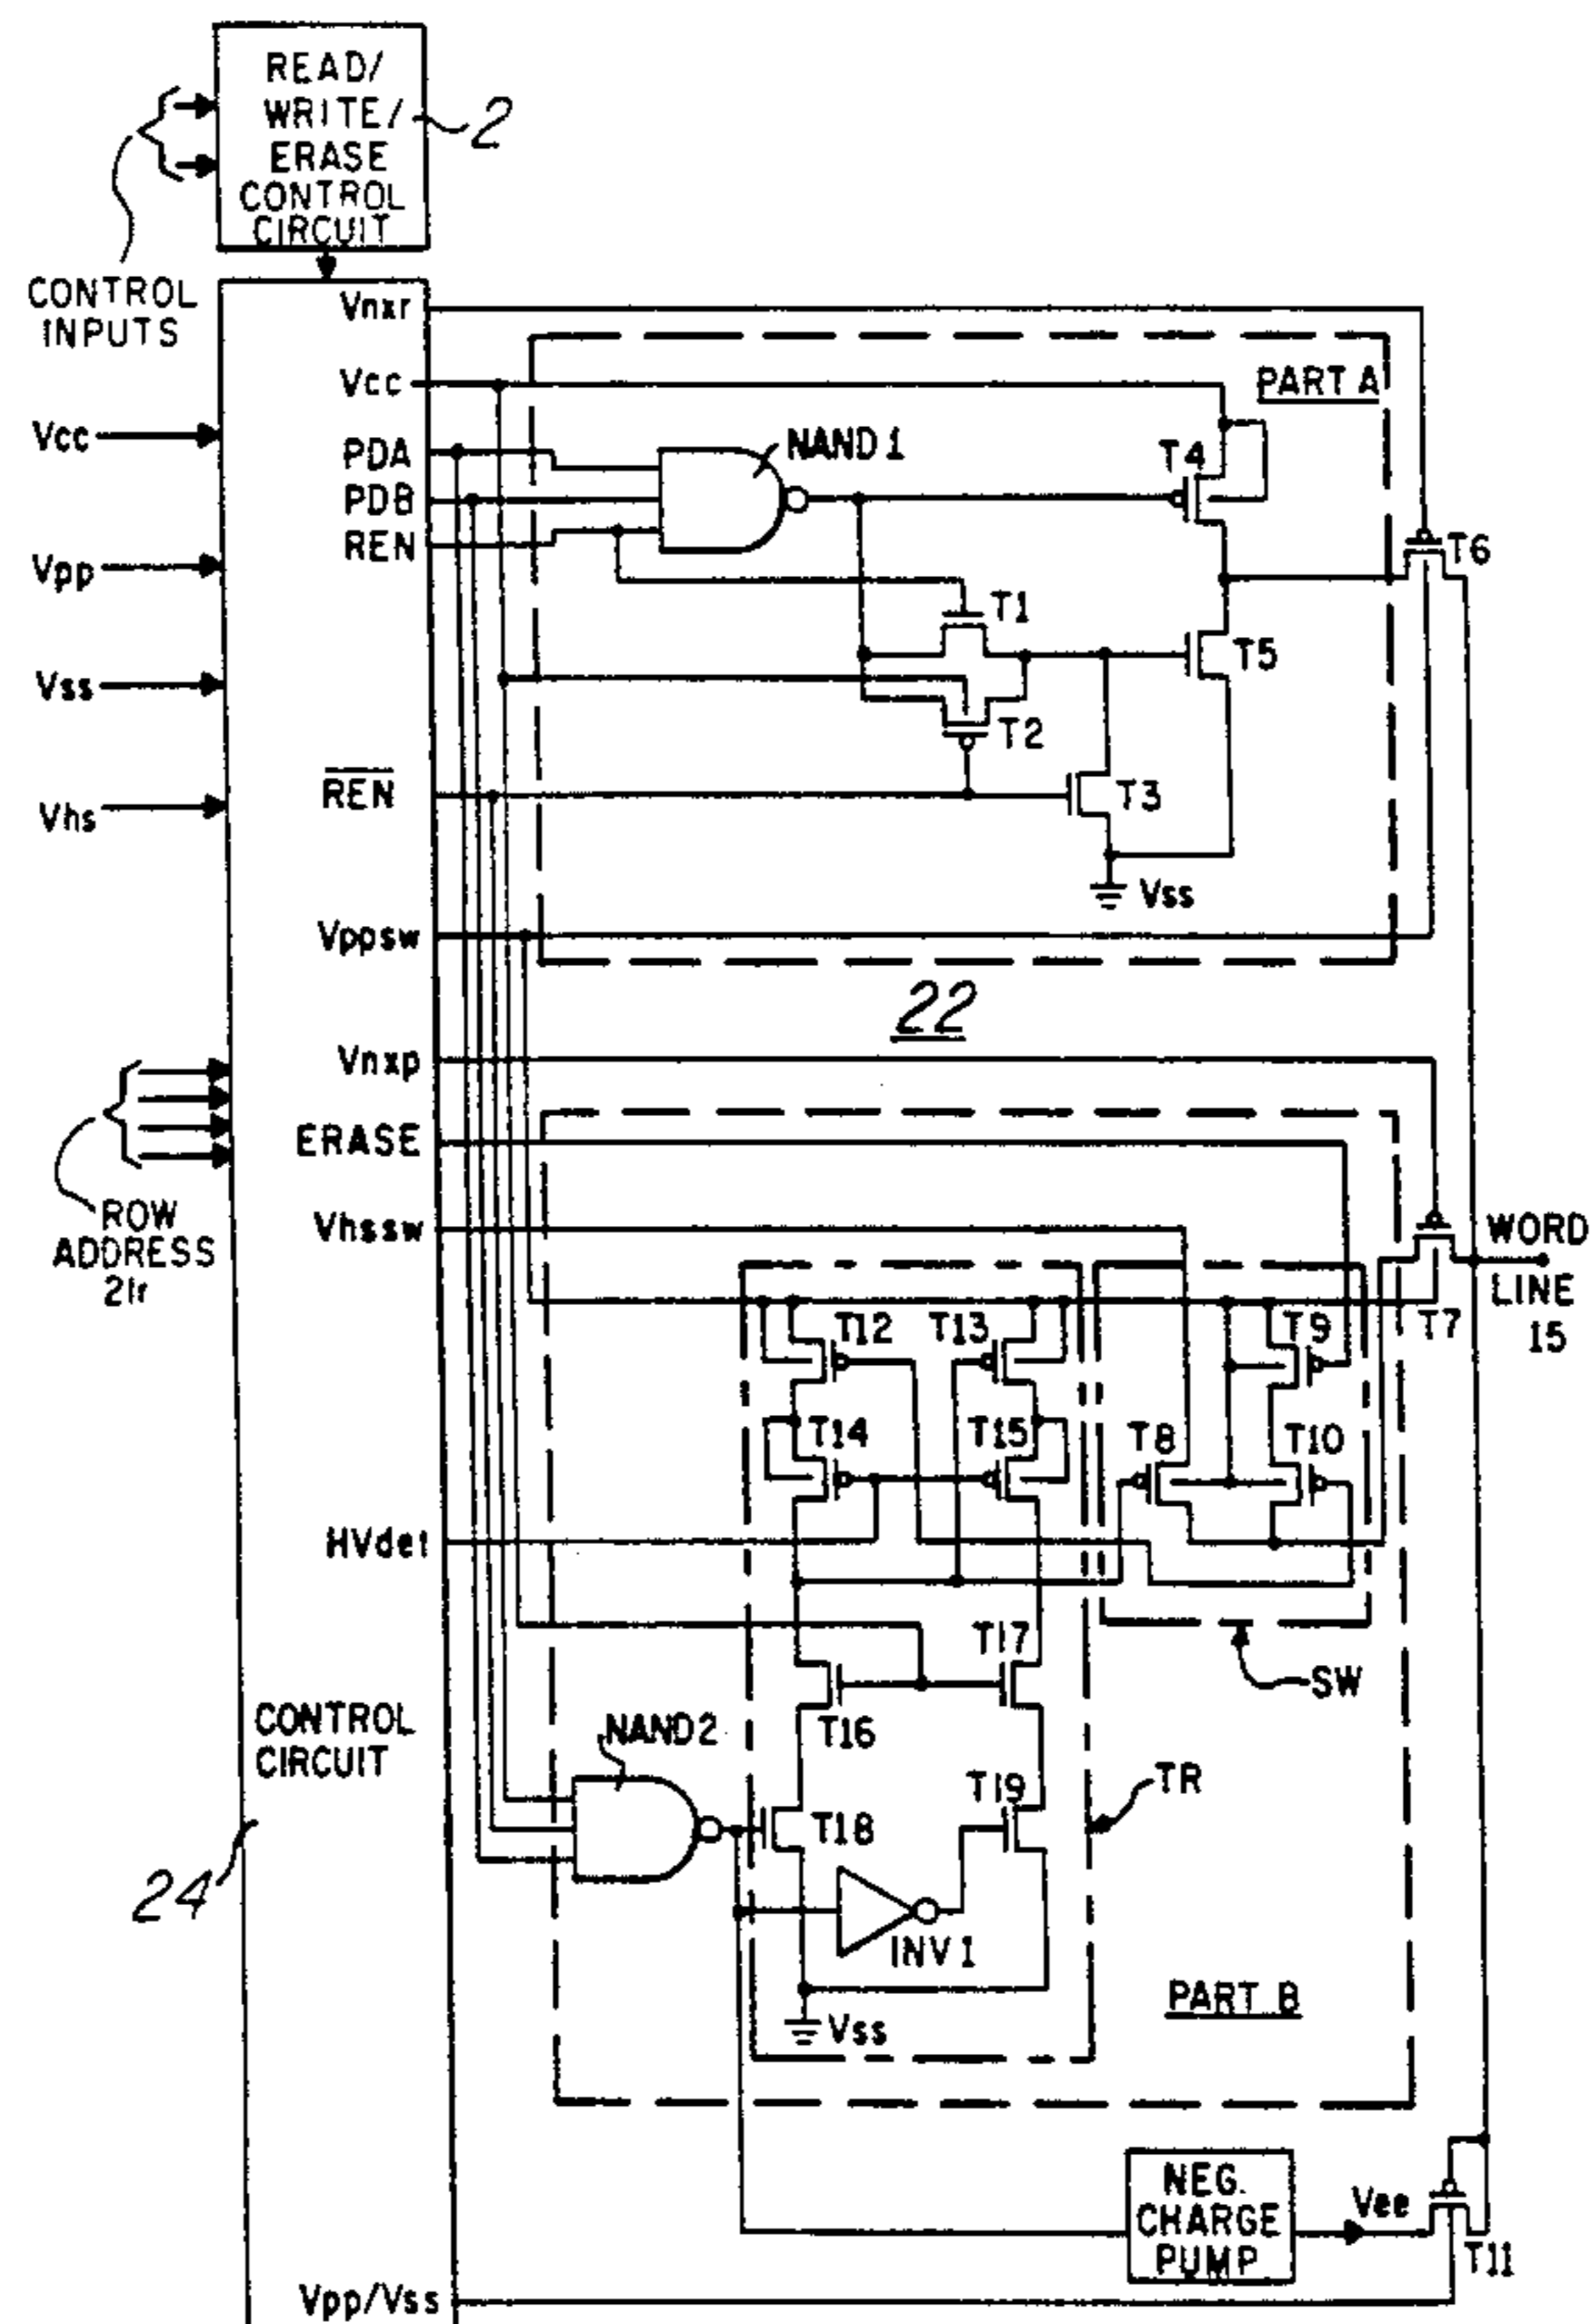 READ/
WRITE/
ERASE
CONTROL
CIRCUIT
2
CONTROL
INPUTS
Vnxr
Vcc
PART A
Vcc
PDA
NAND 1
T4
PDB
REN
T6
Vpp
T1
T5
Vss
T2
REN
T3
Vhs
Vss
Vppsw
22
Vnxp
ERASE
ROW
ADDRESS
21r
Vhssw
WORD
LINE
15
T7
T12
T13
T9
T14
T15
T8
T10
HVdet
T17
SW
T16
CONTROL
CIRCUIT
NAND 2
T19
TR
T18
24
INV 1
PART B
Vss
NEG.
CHARGE
PUMP
Vee
T11
Vpp/Vss